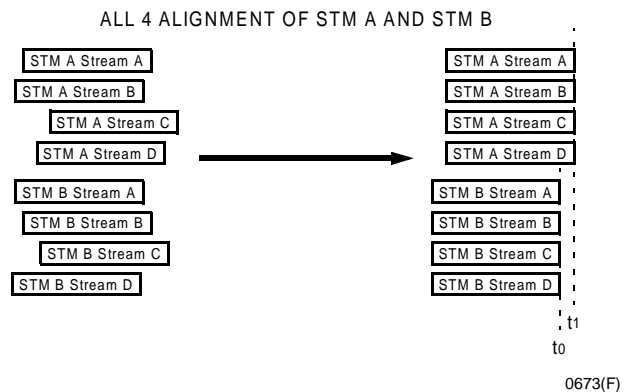 ALL 4 ALIGNMENT OF STM A AND STM B
STM A Stream A
STM A Stream B
STM A Stream C
STM A Stream D
STM B Stream A
STM B Stream B
STM B Stream C
STM B Stream D
STM A Stream A
STM A Stream B
STM A Stream C
STM A Stream D
STM B Stream A
STM B Stream B
STM B Stream C
STM B Stream D
t1
t0
0673(F)